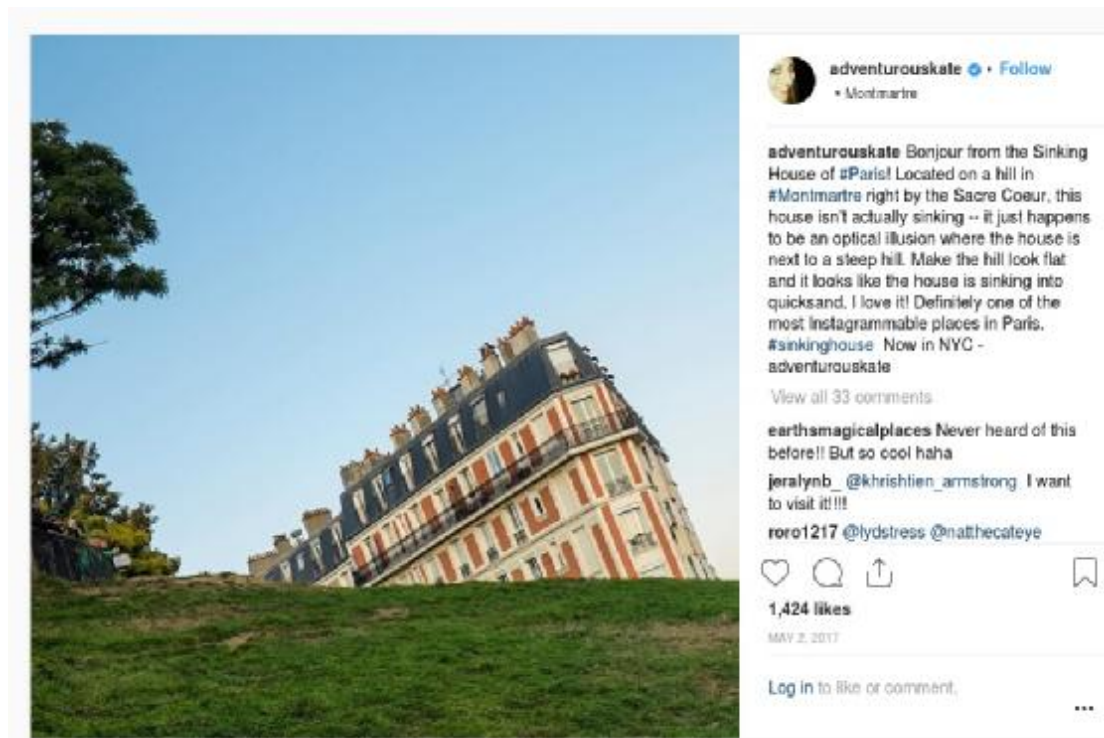 adventurouskate • Follow
• Montmartre
adventurouskate Bonjour from the Sinking
House of #Paris! Located on a hill in
#Montmartre right by the Sacre Coeur, this
house isn't actually sinking -- it just happens
to be an optical illusion where the house is
next to a steep hill. Make the hill look flat
and it looks like the house is sinking into
quicksand. I love it! Definitely one of the
most Instagrammable places in Paris.
#sinkinghouse Now in NYC -
adventurouskate
View all 33 comments
earthsmagicalplaces Never heard of this
before!! But so cool haha
jeralynb_ @khrishtien_armstrong I want
to visit it!!!!
roro1217 @lydstress @natthecateye
1,424 likes
MAY 2, 2017
Log in to like or comment.